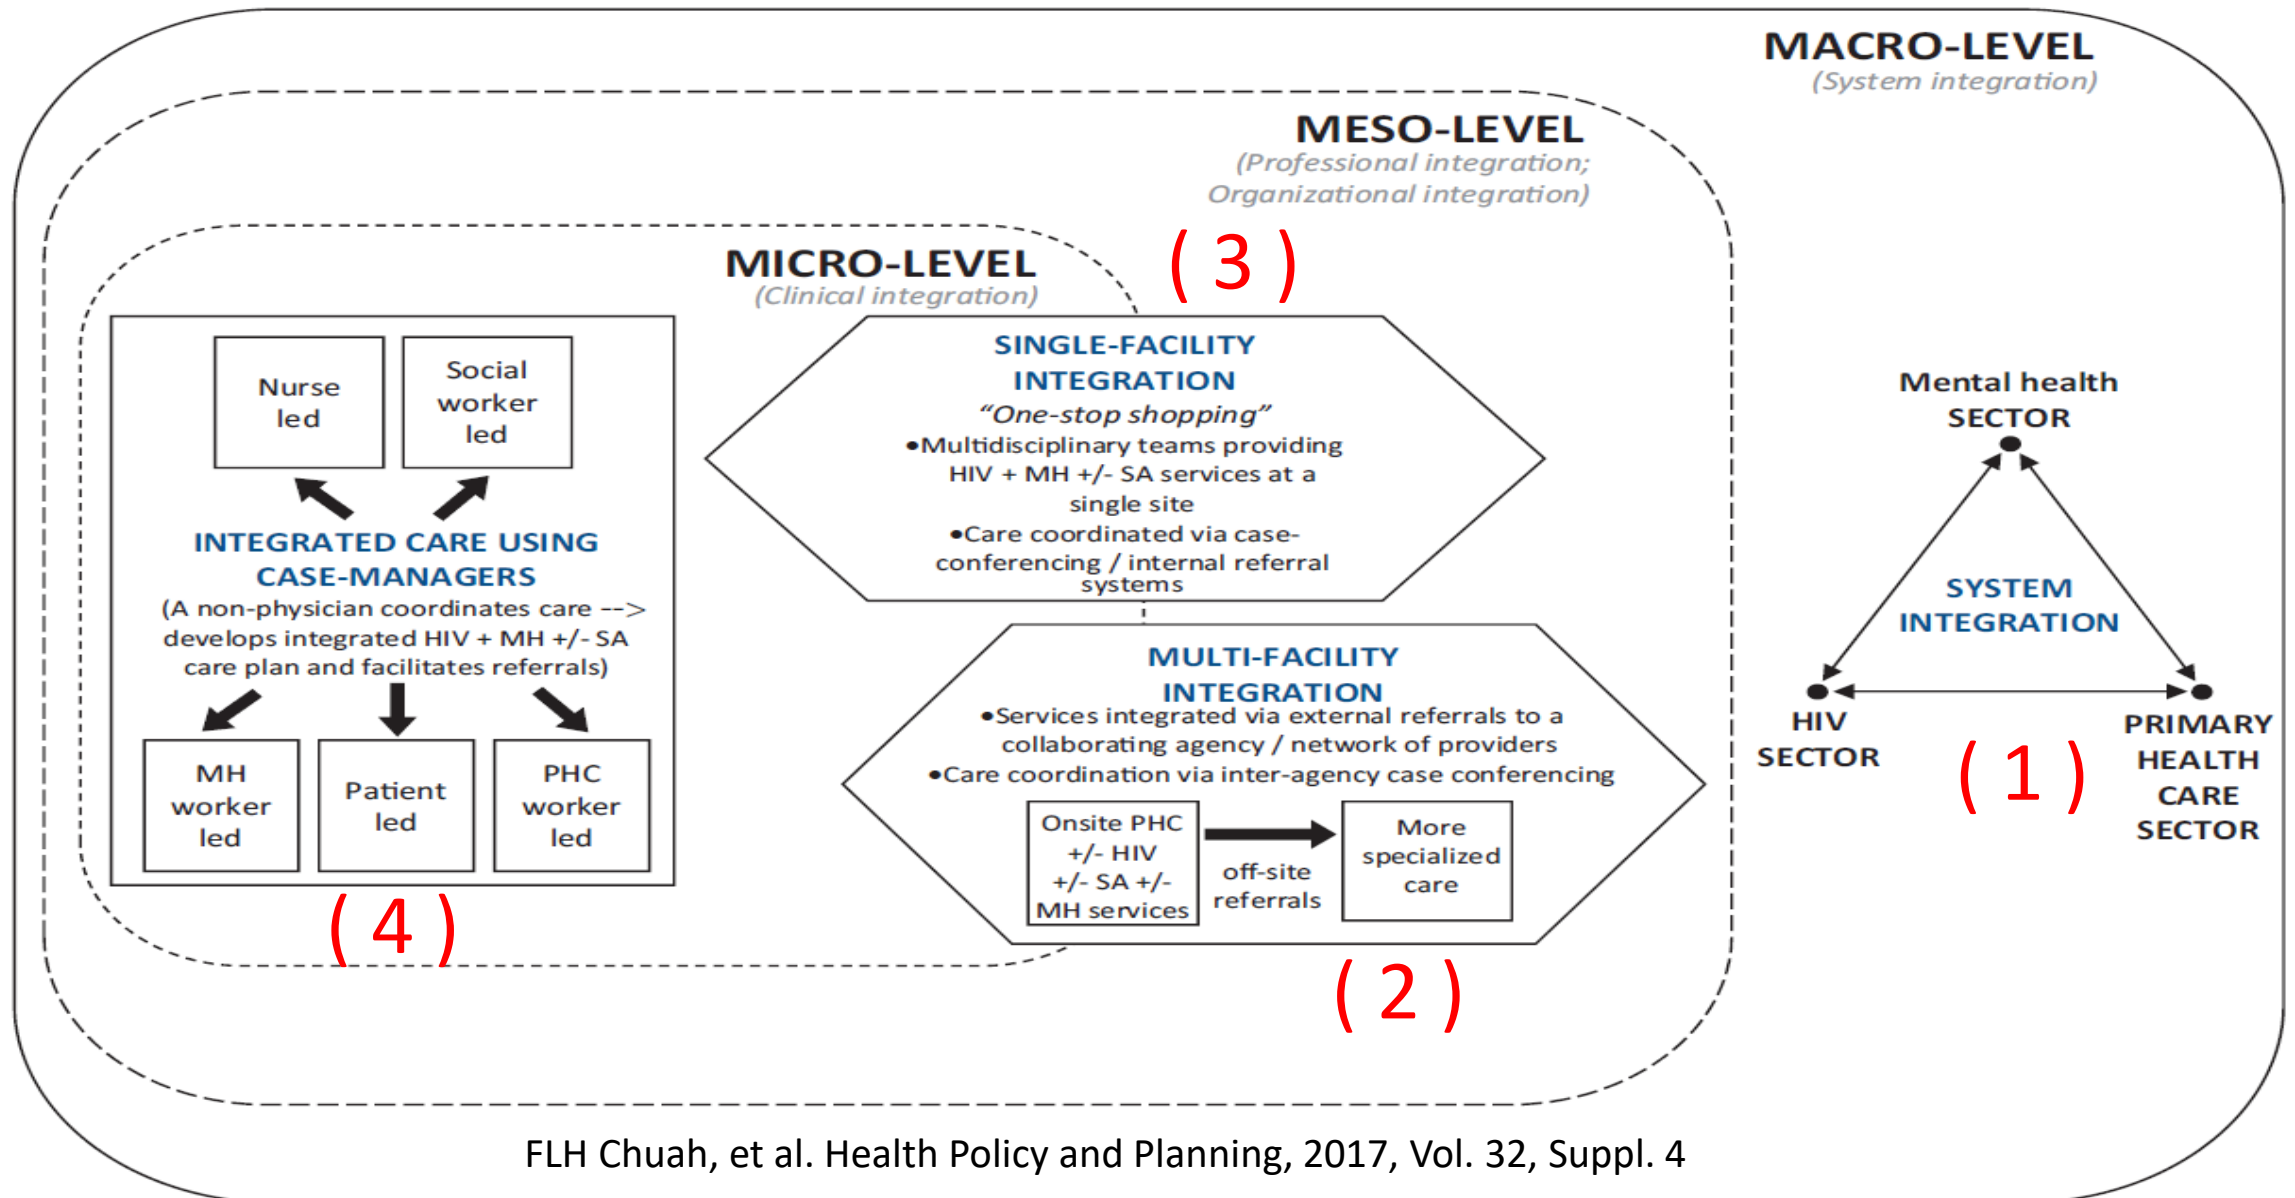 MACRO-LEVEL
(System integration)
MESO-LEVEL
(Professional integration;
Organizational integration)
( 3 )
MICRO-LEVEL
(Clinical integration)
Nurse
led
Social
worker
led
INTEGRATED CARE USING
CASE-MANAGERS
(A non-physician coordinates care -->
develops integrated HIV + MH +/- SA
care plan and facilitates referrals)
MH
worker
led
Patient
led
PHC
worker
led
( 4 )
SINGLE-FACILITY
INTEGRATION
“One-stop shopping”
•Multidisciplinary teams providing
HIV + MH +/- SA services at a
single site
•Care coordinated via case-
conferencing / internal referral
systems
MULTI-FACILITY
INTEGRATION
•Services integrated via external referrals to a
collaborating agency / network of providers
•Care coordination via inter-agency case conferencing
Onsite PHC
+/- HIV
+/- SA +/-
MH services
off-site
referrals
More
specialized
care
( 2 )
Mental health
SECTOR
SYSTEM
INTEGRATION
HIV
SECTOR
PRIMARY
HEALTH
CARE
SECTOR
( 1 )
FLH Chuah, et al. Health Policy and Planning, 2017, Vol. 32, Suppl. 4